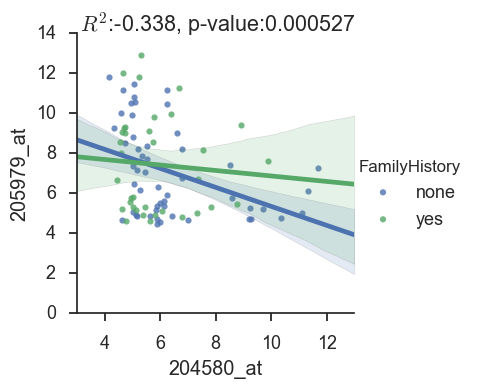 R²:-0.338, p-value:0.000527
14
12
10
8
6
4
2
0
205979_at
4 6 8 10 12
204580_at
FamilyHistory
none
yes